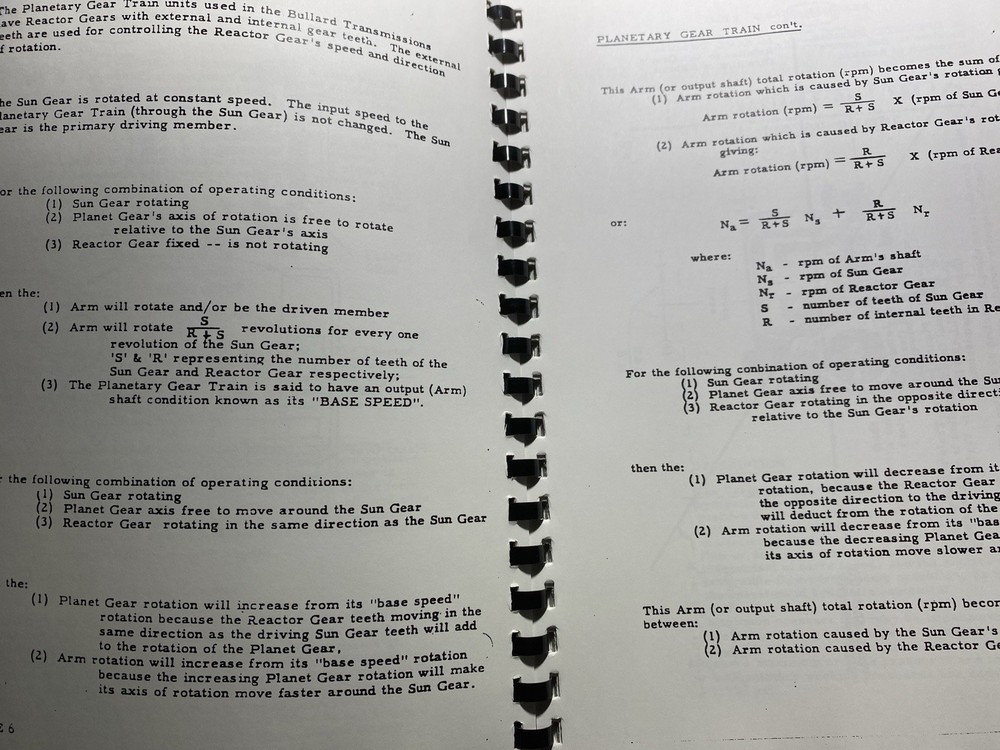 The Planetary Gear Train units used in the Bullard Transmissions
have Reactor Gears with external and internal gear teeth. The external
teeth are used for controlling the Reactor Gear's speed and direction
of rotation.
The Sun Gear is rotated at constant speed. The input speed to the
Planetary Gear Train (through the Sun Gear) is not changed. The Sun
Gear is the primary driving member.
For the following combination of operating conditions:
(1) Sun Gear rotating
(2) Planet Gear's axis of rotation is free to rotate
relative to the Sun Gear's axis
(3) Reactor Gear fixed -- is not rotating
en the:
(1) Arm will rotate and/or be the driven member
(2) Arm will rotate S / R + S revolutions for every one
revolution of the Sun Gear;
'S' & 'R' representing the number of teeth of the
Sun Gear and Reactor Gear respectively;
(3) The Planetary Gear Train is said to have an output (Arm)
shaft condition known as its "BASE SPEED".
the following combination of operating conditions:
(1) Sun Gear rotating
(2) Planet Gear axis free to move around the Sun Gear
(3) Reactor Gear rotating in the same direction as the Sun Gear
the:
(1) Planet Gear rotation will increase from its "base speed"
rotation because the Reactor Gear teeth moving in the
same direction as the driving Sun Gear teeth will add
to the rotation of the Planet Gear,
(2) Arm rotation will increase from its "base speed" rotation
because the increasing Planet Gear rotation will make
its axis of rotation move faster around the Sun Gear.
6
PLANETARY GEAR TRAIN con't.
This Arm (or output shaft) total rotation (rpm) becomes the sum of
(1) Arm rotation which is caused by Sun Gear's rotation
Arm rotation (rpm) = S / R+ S X (rpm of Sun
(2) Arm rotation which is caused by Reactor Gear's
giving:
Arm rotation (rpm) = R / R+ S X (rpm of
or: Na = S / R+S Ns + R / R+S Nr
where:
Na - rpm of Arm's shaft
Ns - rpm of Sun Gear
Nr - rpm of Reactor Gear
S - number of teeth of Sun Gear
R - number of internal teeth in
For the following conbination of operating conditions:
(1) Sun Gear rotating
(2) Planet Gear axis free to move around the
(3) Reactor Gear rotating in the opposite
relative to the Sun Gear's rotation
then the:
(1) Planet Gear rotation will decrease from
rotation, because the Reactor Gear
the opposite direction to the driving
will deduct from the rotation of the
(2) Arm rotation will decrease from its
because the decreasing Planet
its axis of rotation move slower
This Arm (or output shaft) total rotation (rpm)
between:
(1) Arm rotation caused by the Sun Gear's
(2) Arm rotation caused by the Reactor